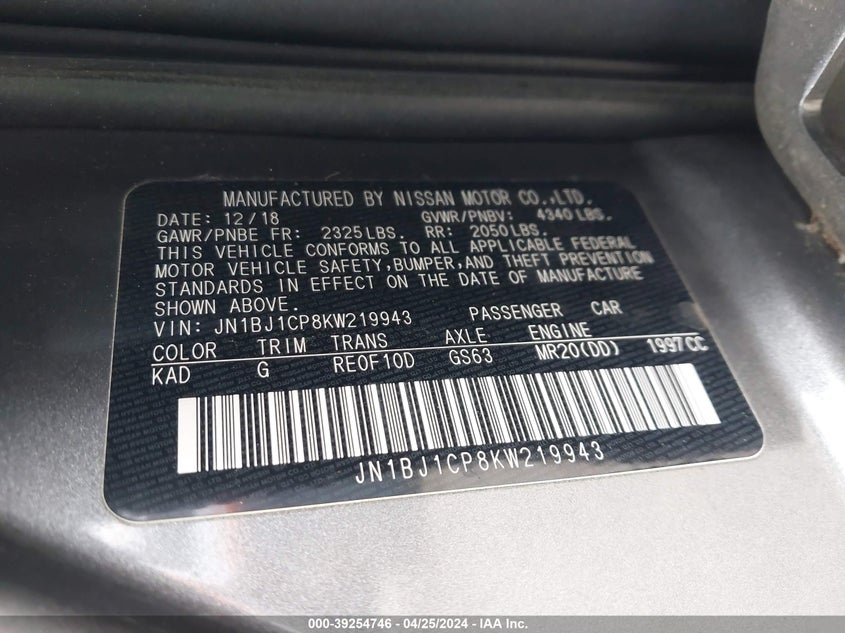 MANUFACTURED BY NISSAN MOTOR CO.,LTD.
DATE: 12/18 GVWR/PNBV: 4340 LBS.
GAWR/PNBE FR: 2325 LBS. RR: 2050 LBS.
THIS VEHICLE CONFORMS TO ALL APPLICABLE FEDERAL
MOTOR VEHICLE SAFETY,BUMPER,AND THEFT PREVENTION
STANDARDS IN EFFECT ON THE DATE OF MANUFACTURE
SHOWN ABOVE.
VIN: JN1BJ1CP8KW219943 PASSENGER CAR
COLOR TRIM TRANS AXLE ENGINE
KAD G RE0F10D GS63 MR20(DD) 1997CC
JN1BJ1CP8KW219943
000-39254746 - 04/25/2024 - IAA Inc.